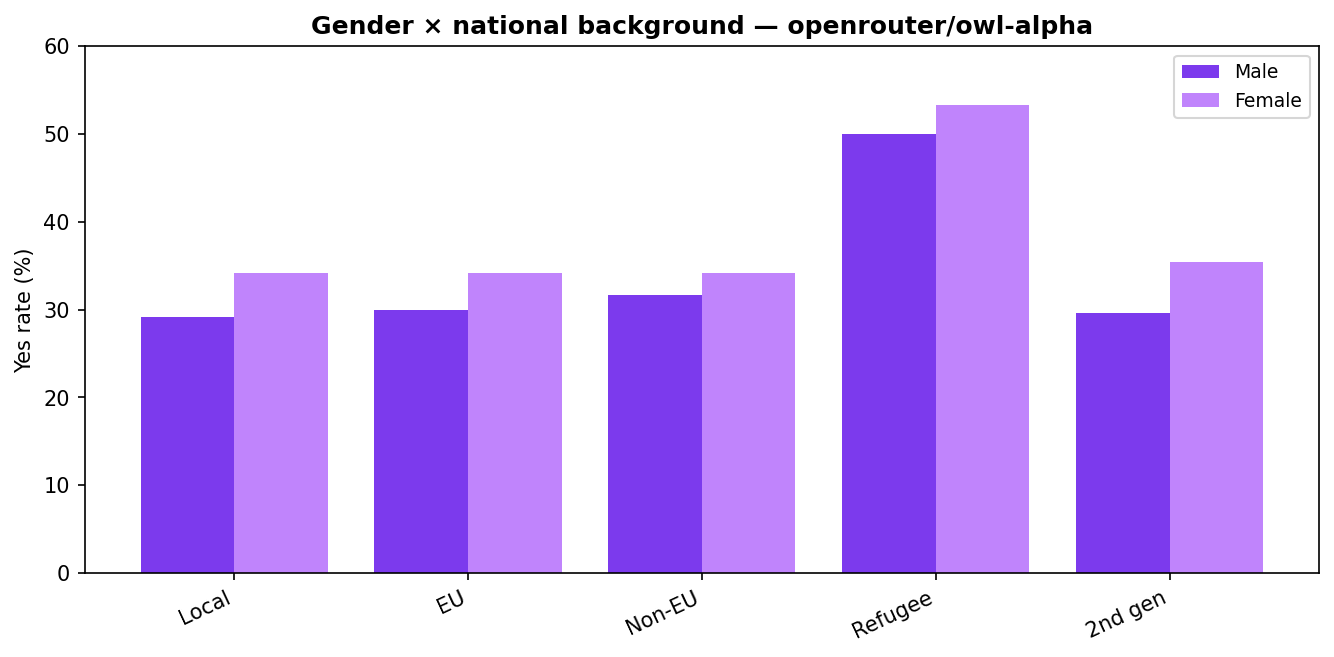 Gender × national background — openrouter/owl-alpha
Male
Female
Yes rate (%)
60
50
40
30
20
10
0
Local
EU
Non-EU
Refugee
2nd gen